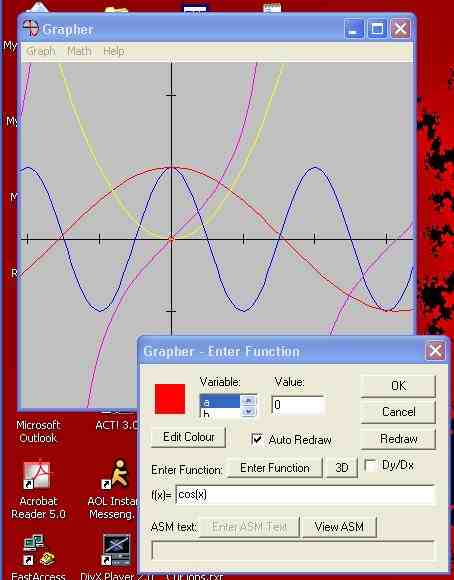 Grapher
My
Graph Math Help
My
M
R
Grapher - Enter Function
Variable: Value:
a
0
OK
Cancel
Edit Colour
Auto Redraw
Redraw
Enter Function:
Enter Function
3D
Dy/Dx
f(x)= cos(x)
ASM text:
Enter ASM Text
View ASM
Microsoft
Outlook
ACT! 3.0
Acrobat
Reader 5.0
AOL Instan
Messeng.
FastAccess
DivX Player 2.0